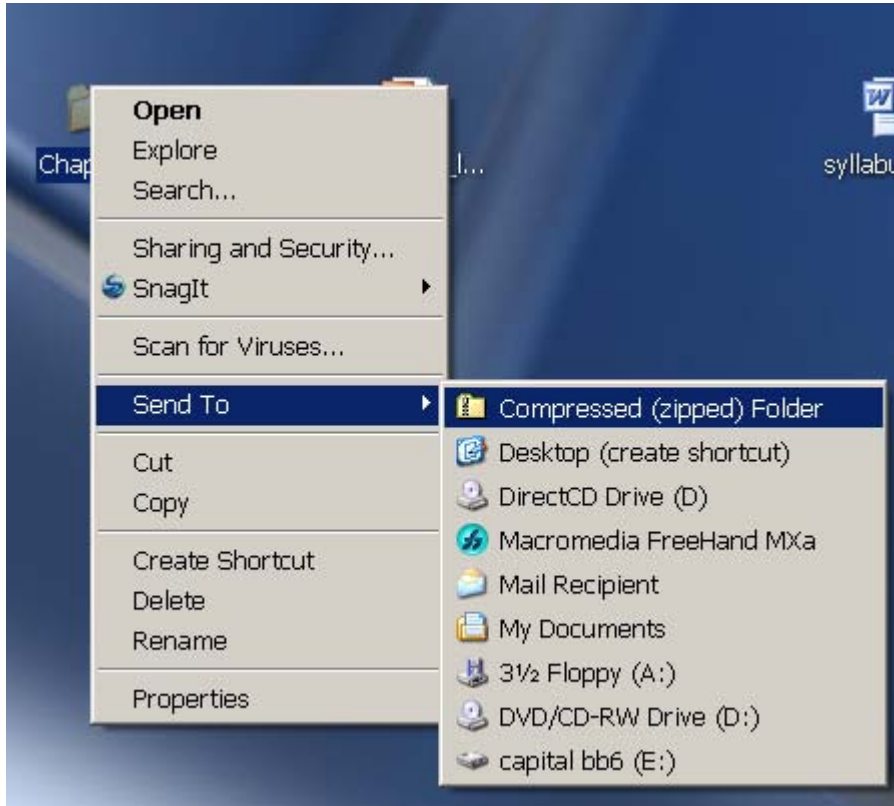 Chap
_l...
syllabu
Open
Explore
Search...
Sharing and Security...
SnagIt
Scan for Viruses...
Send To
Cut
Copy
Create Shortcut
Delete
Rename
Properties
Compressed (zipped) Folder
Desktop (create shortcut)
DirectCD Drive (D)
Macromedia FreeHand MXa
Mail Recipient
My Documents
3½ Floppy (A:)
DVD/CD-RW Drive (D:)
capital bb6 (E:)